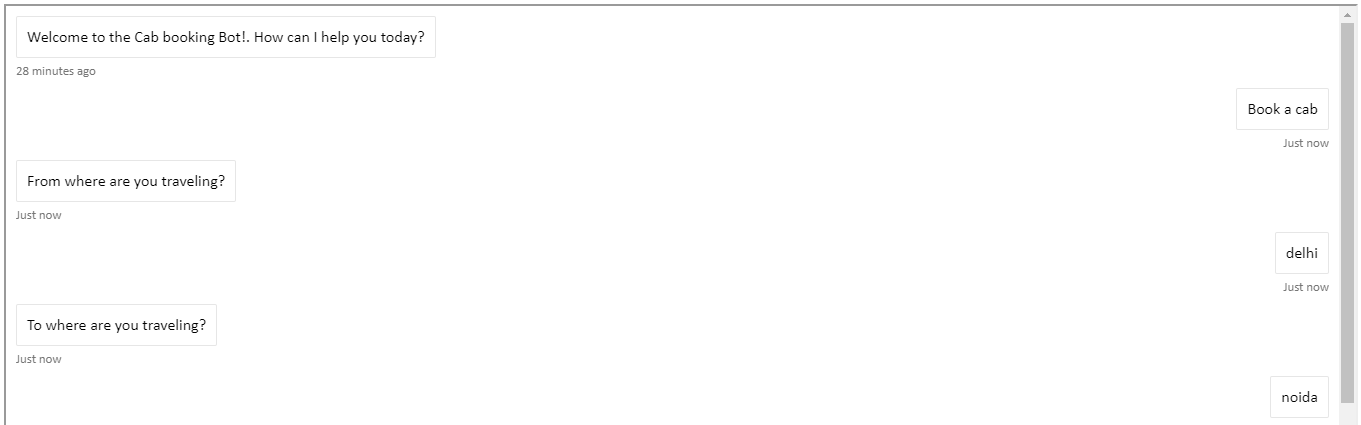 Welcome to the Cab booking Bot!. How can I help you today?
28 minutes ago
Book a cab
Just now
From where are you traveling?
Just now
delhi
Just now
To where are you traveling?
Just now
noida